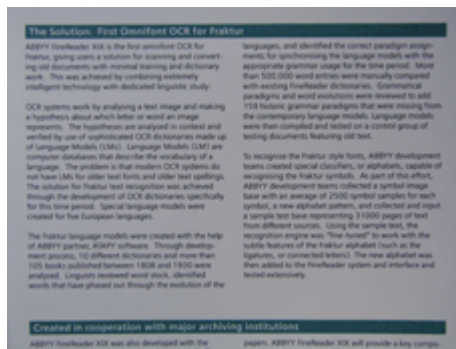 The Solution: First Omnifont OCR for Fraktur
ABBYY FineReader XIX is the first omnifont OCR for
Fraktur, giving users a solution for scanning and convert-
ing old documents with minimal training and dictionary
work. This was achieved by combining extremely
intelligent technology with dedicated linguistic study:
OCR systems work by analysing a text image and making
a hypothesis about which letter or word an image
represents. The hypotheses are analysed in context and
verified by use of sophisticated OCR dictionaries made up
of Language Models (LMs). Language Models (LM) are
computer databases that describe the vocabulary of a
language. The problem is that modern OCR systems do
not have LMs for older text fonts and older text spellings.
The solution for Fraktur text recognition was achieved
through the development of OCR dictionaries specifically
for this time period. Special language models were
created for five European languages.
The Fraktur language models were created with the help
of ABBYY partner, ATAPY software. Through develop-
ment process, 10 different dictionaries and more than
105 books published between 1808 and 1930 were
analysed. Linguists reviewed word stock, identified
words that have phased out through the evolution of the
languages, and identified the correct paradigm assign-
ments for synchronising the language models with the
appropriate grammar usage for the time period. More
than 500.000 word entries were manually compared
with existing FineReader dictionaries. Grammatical
paradigms and word evolutions were reviewed to add
159 historic grammar paradigms that were missing from
the contemporary language models. Language models
were then compiled and tested on a control group of
testing documents featuring old text.
To recognise the Fraktur style fonts, ABBYY development
teams created special classifiers, or alphabets, capable of
recognising the fraktur symbols. As part of this effort,
ABBYY development teams collected a symbol image
base with an average of 2500 symbol samples for each
symbol, a new alphabet pattern, and collected and input
a sample text base representing 31000 pages of text
from different sources. Using the sample text, the
recognition engine was "fine tuned" to work with the
subtle features of the fraktur alphabet (such as the
ligatures, or connected letters). The new alphabet was
then added to the FineReader system and interface and
tested extensively.
Created in cooperation with major archiving institutions
ABBYY FineReader XIX was also developed with the
papers. ABBYY FineReader XIX will provide a key compo-